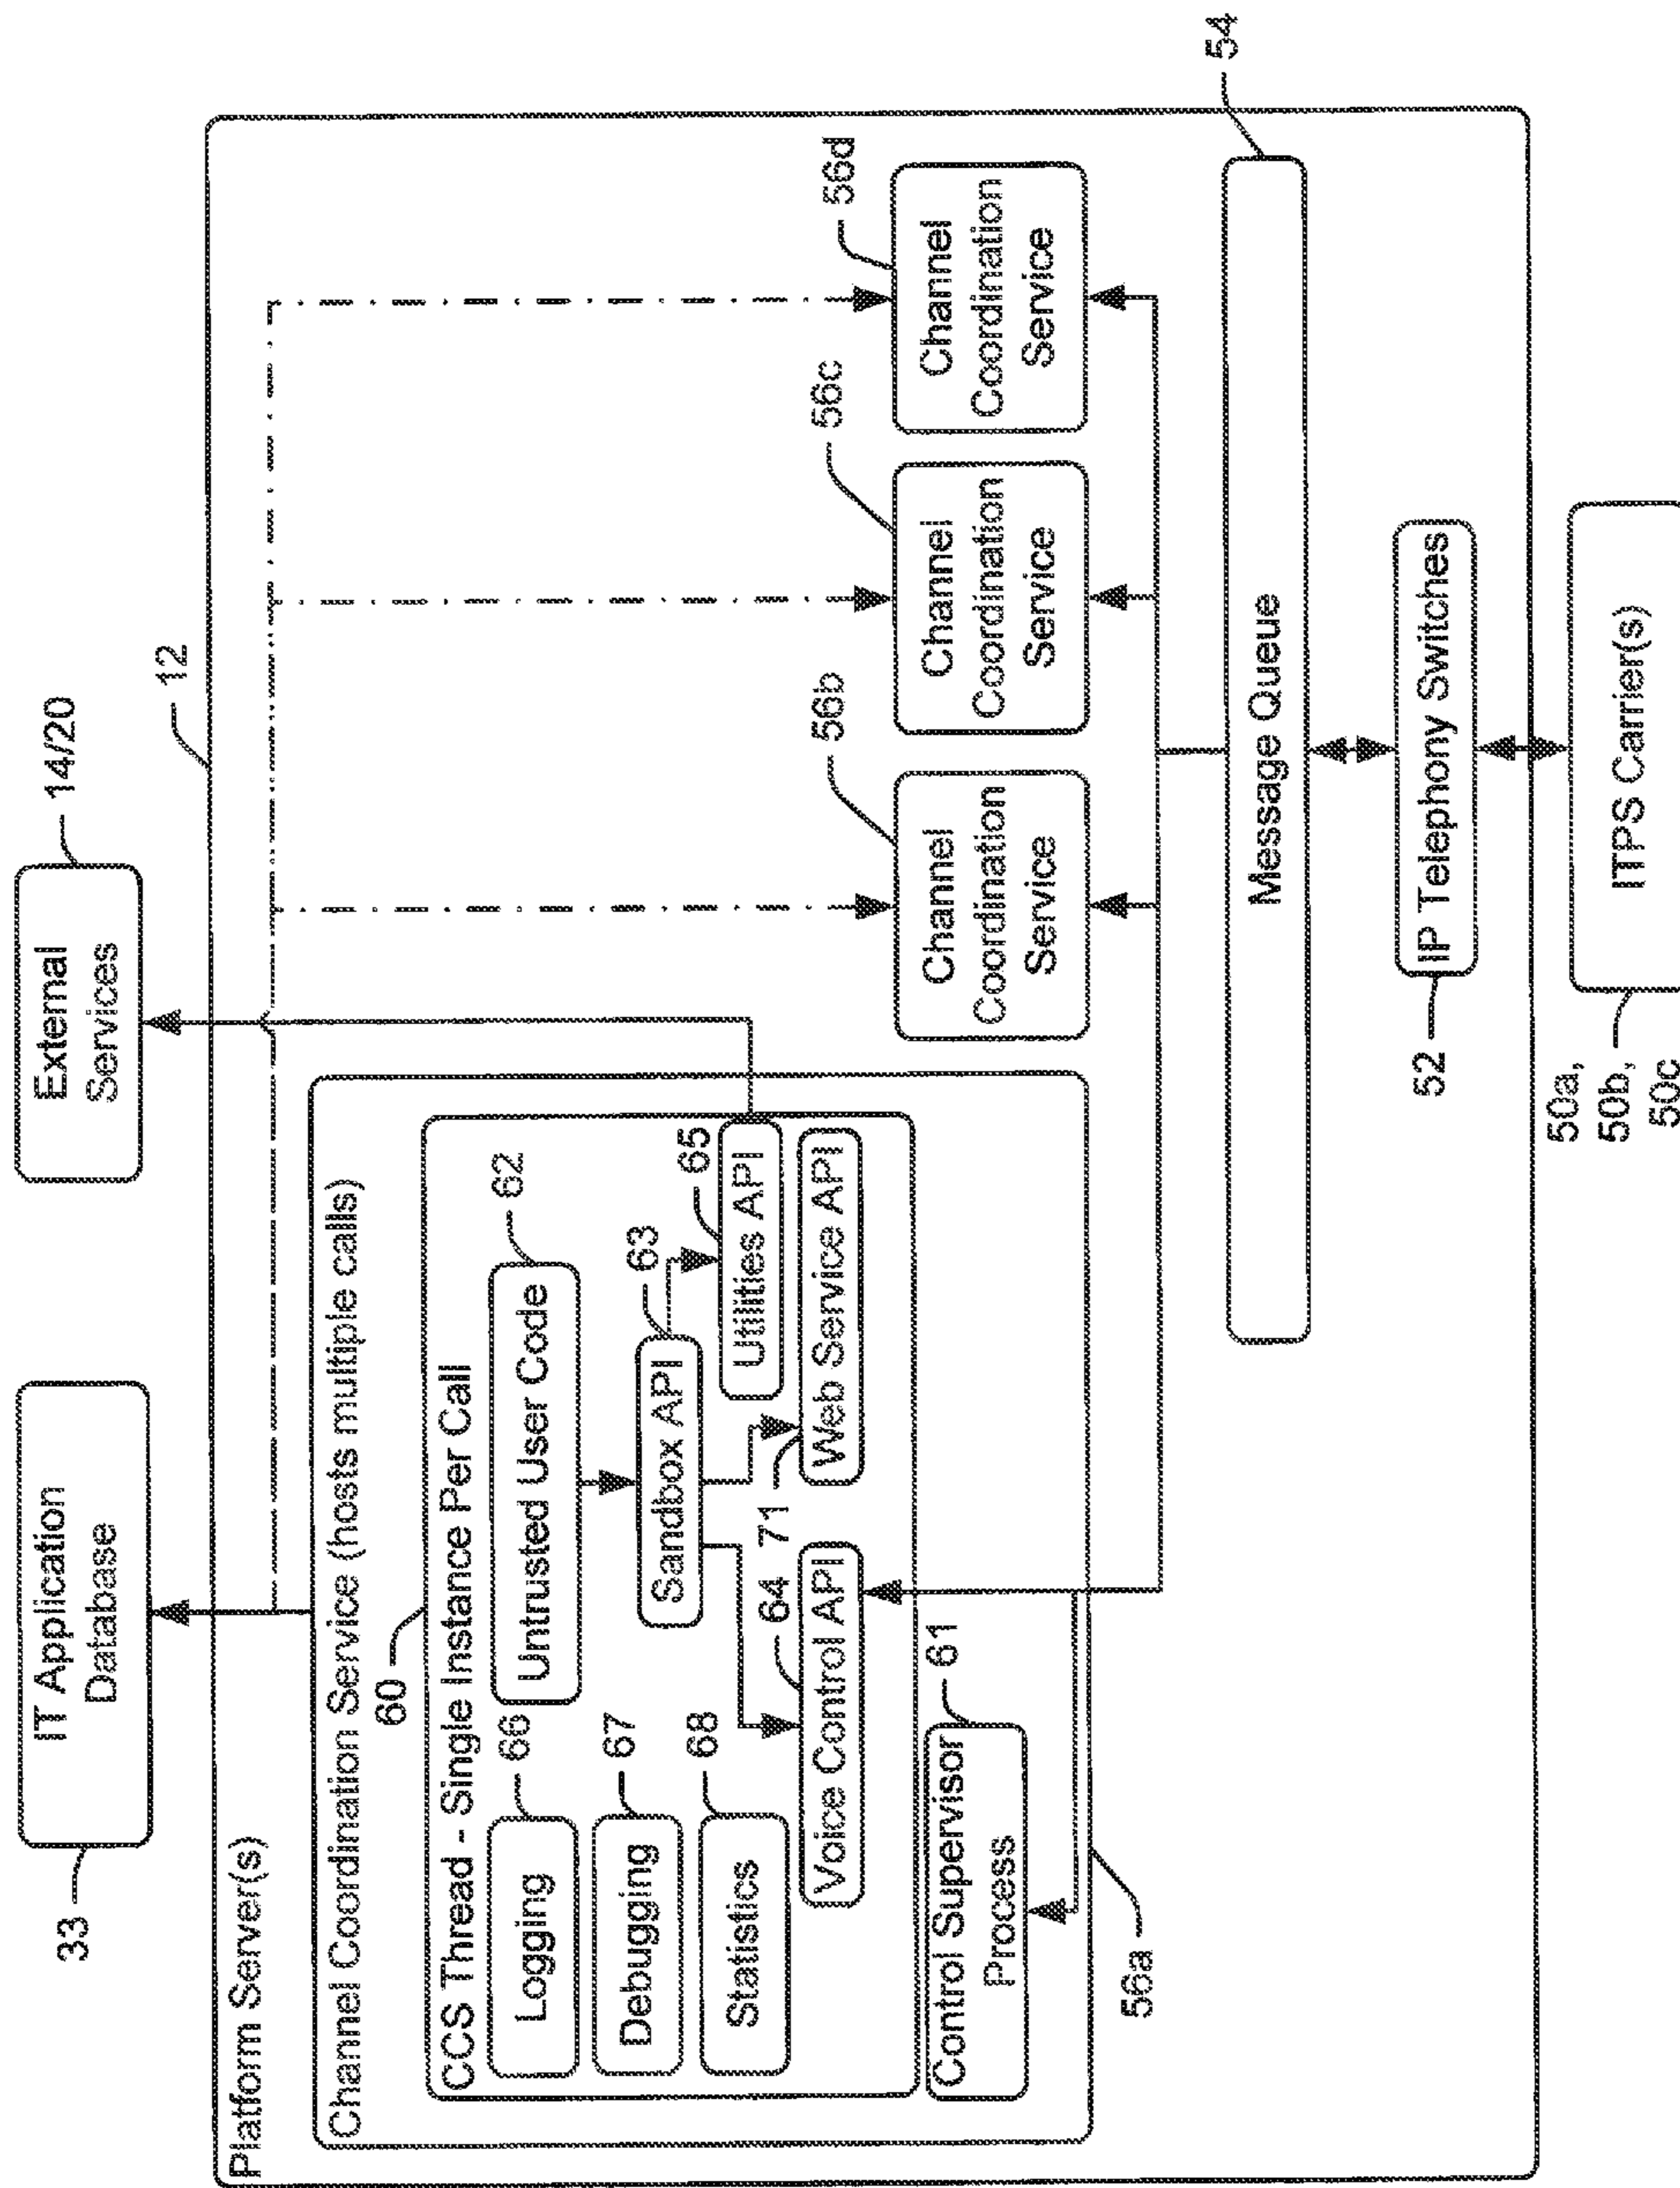 33
IT Application
Database
External
Services
14/20
12
Platform Server(s)
Channel Coordination Service (hosts multiple calls)
60
CCS Thread - Single Instance Per Call
Logging
66
Debugging
67
Statistics
68
Untrusted User Code
62
Sandbox API
63
Utilities API
65
Voice Control API
64
Web Service API
71
Control Supervisor
Process
61
56a
Channel
Coordination
Service
56b
Channel
Coordination
Service
56c
Channel
Coordination
Service
56d
Message Queue
54
IP Telephony Switches
52
ITPS Carrier(s)
50a,
50b,
50c